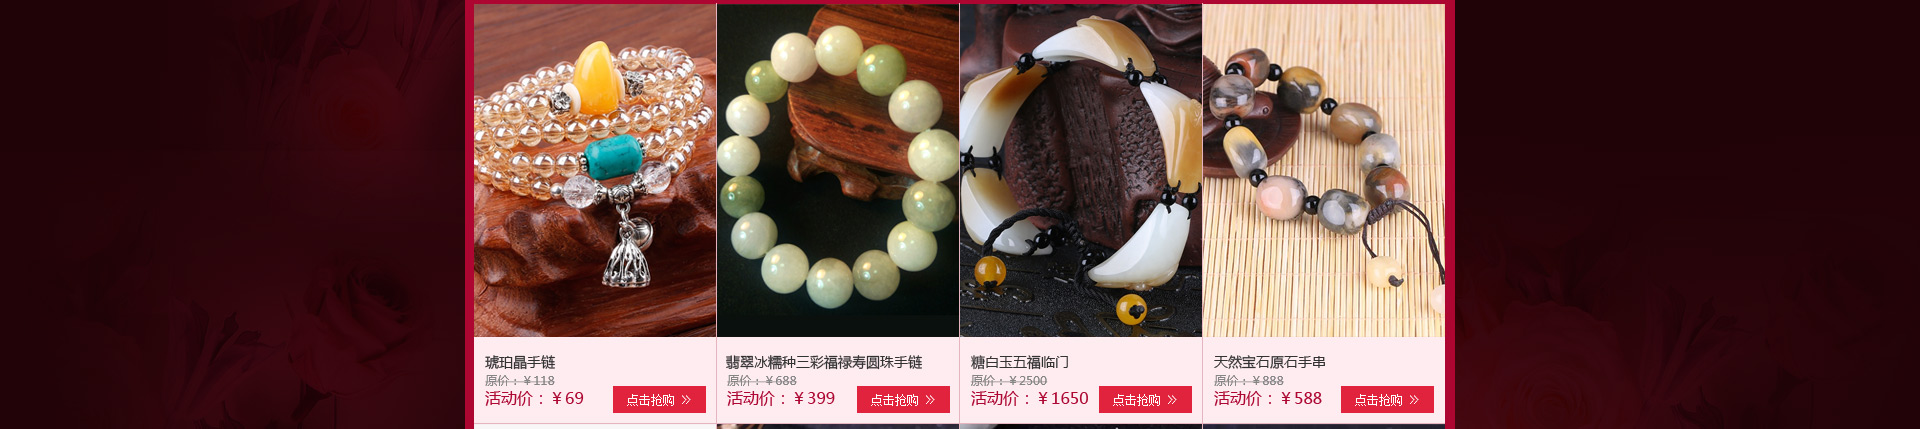 琥珀晶手链
原价：￥118
活动价：￥69
点击抢购 »
翡翠冰糯种三彩福禄寿圆珠手链
原价：￥688
活动价：￥399
点击抢购 »
糖白玉五福临门
原价：￥2500
活动价：￥1650
点击抢购 »
天然宝石原石手串
原价：￥888
活动价：￥588
点击抢购 »